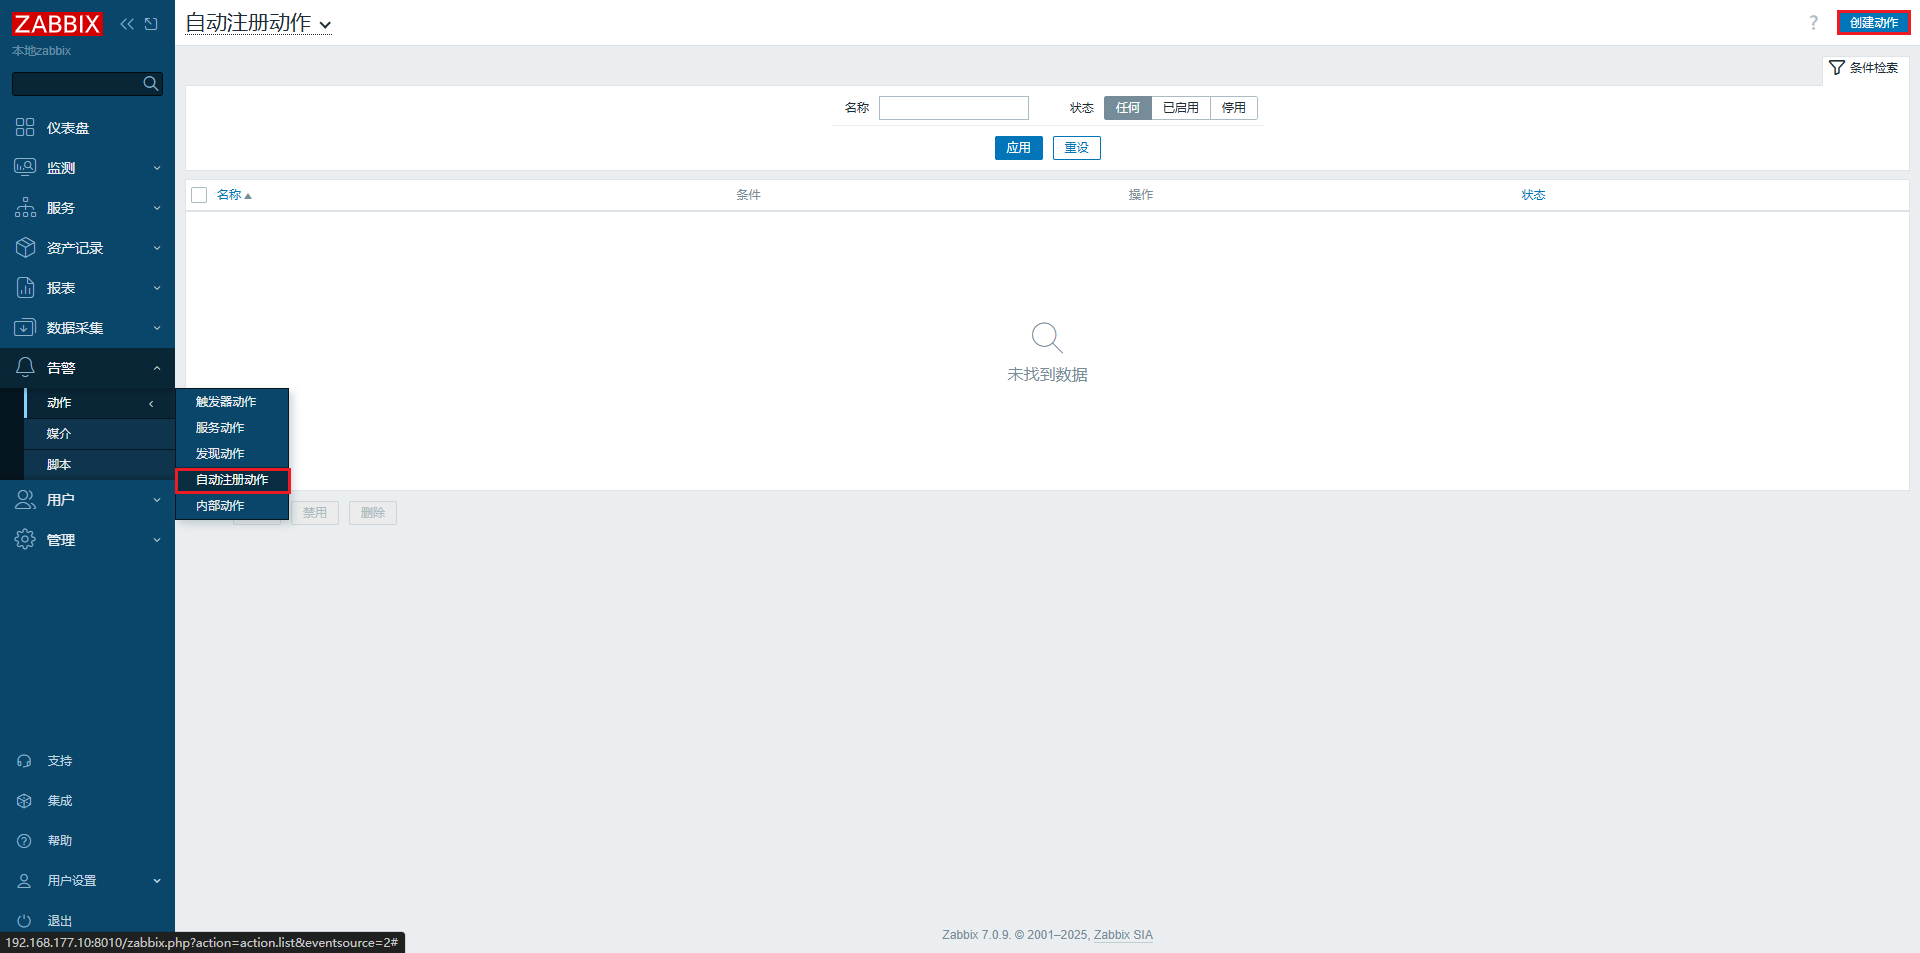 ZABBIX
本地zabbix
仪表盘
监测
服务
资产记录
报表
数据采集
告警
动作
媒介
脚本
用户
管理
支持
集成
帮助
用户设置
退出
触发器动作
服务动作
发现动作
自动注册动作
内部动作
自动注册动作
?
创建动作
条件检索
名称
状态 任何 已启用 停用
应用 重设
名称 条件 操作 状态
未找到数据
禁用 删除
192.168.177.10:8010/zabbix.php?action=action.list&eventsource=2#
Zabbix 7.0.9. © 2001–2025, Zabbix SIA